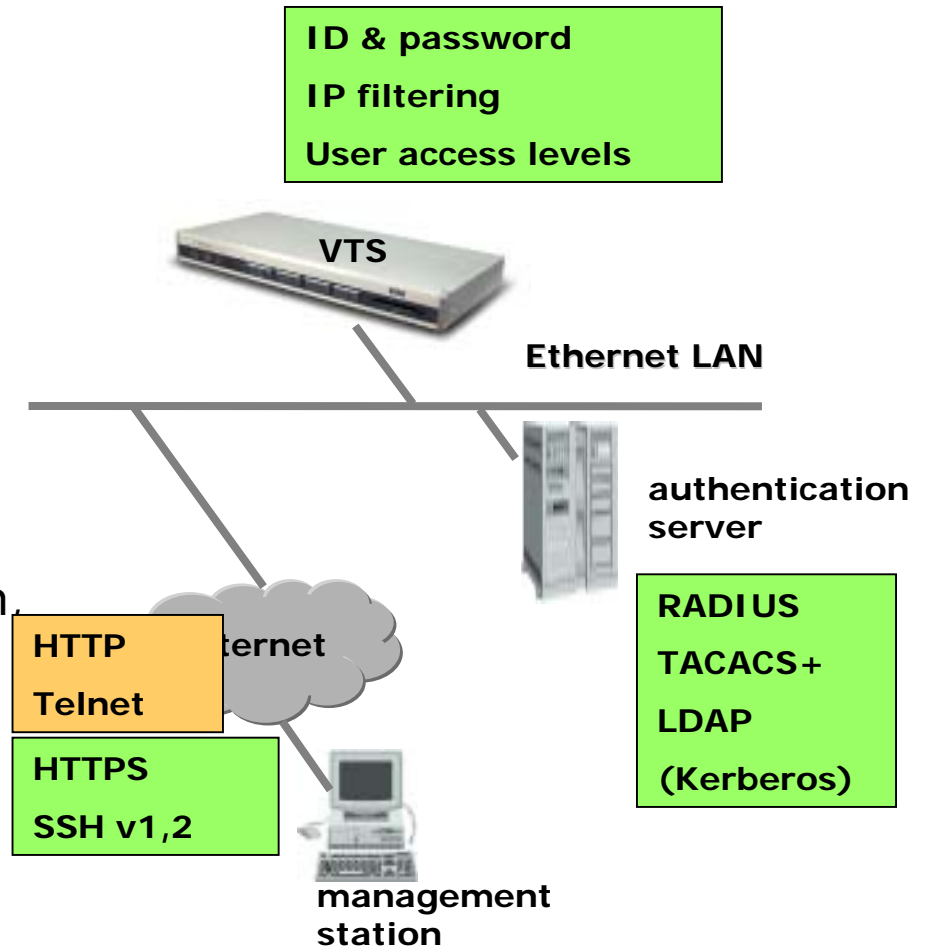 ID & password
IP filtering
User access levels
VTS
Ethernet LAN
authentication
server
RADIUS
TACACS+
LDAP
(Kerberos)
ternet
HTTP
Telnet
HTTPS
SSH v1,2
management
station